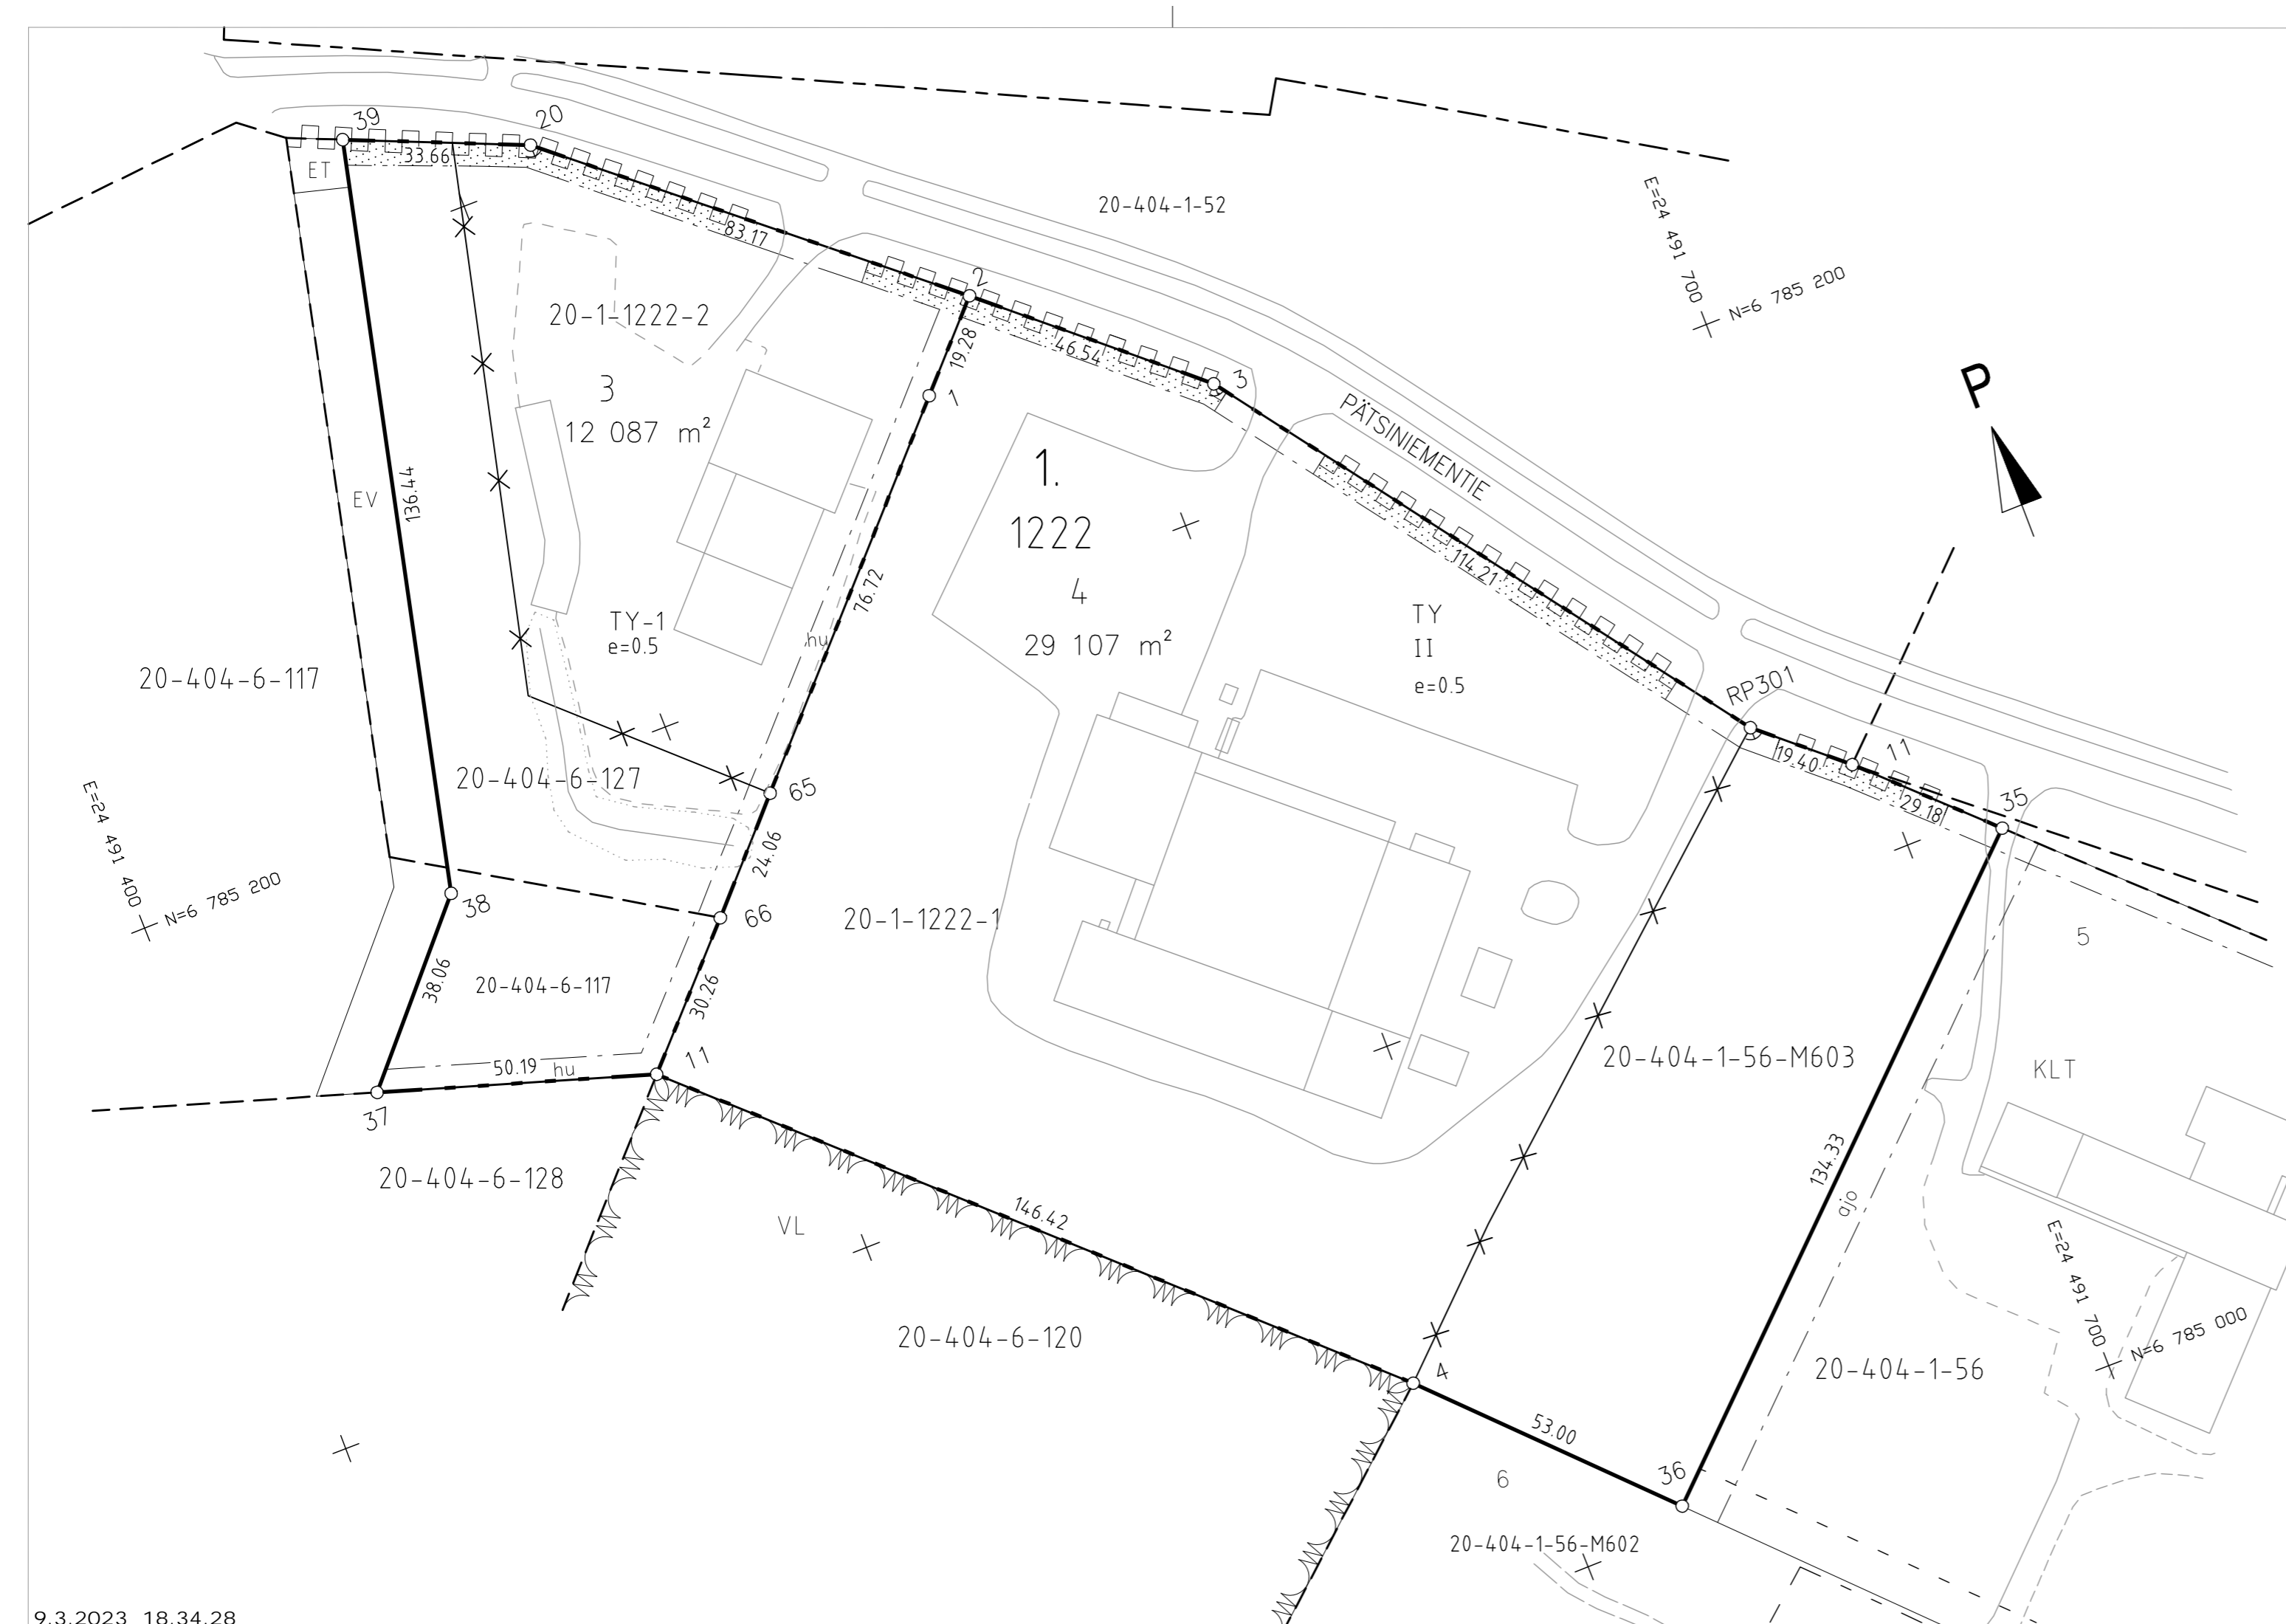 39
20
33.66
ET
83.17
20-404-1-52
E=24 491 700
N=6 785 200
2
20-1-1222-2
19.28
46.54
3
P
3
1
PÄTSINIEMENTIE
12 087 m²
1.
EV
136.44
1222
114.21
76.72
4
TY
TY-1
29 107 m²
II
e=0.5
hu
e=0.5
20-404-6-117
RP301
11
19.40
20-404-6-127
65
29.18
35
E=24 491 400
24.06
N=6 785 200
38
66
20-1-1222-1
5
38.06
20-404-6-117
30.26
11
50.19
hu
20-404-1-56-M603
KLT
37
134.33
20-404-6-128
ajo
VL
146.42
E=24 491 700
N=6 785 000
20-404-6-120
4
20-404-1-56
53.00
36
6
20-404-1-56-M602
9.3.2023 18.34.28